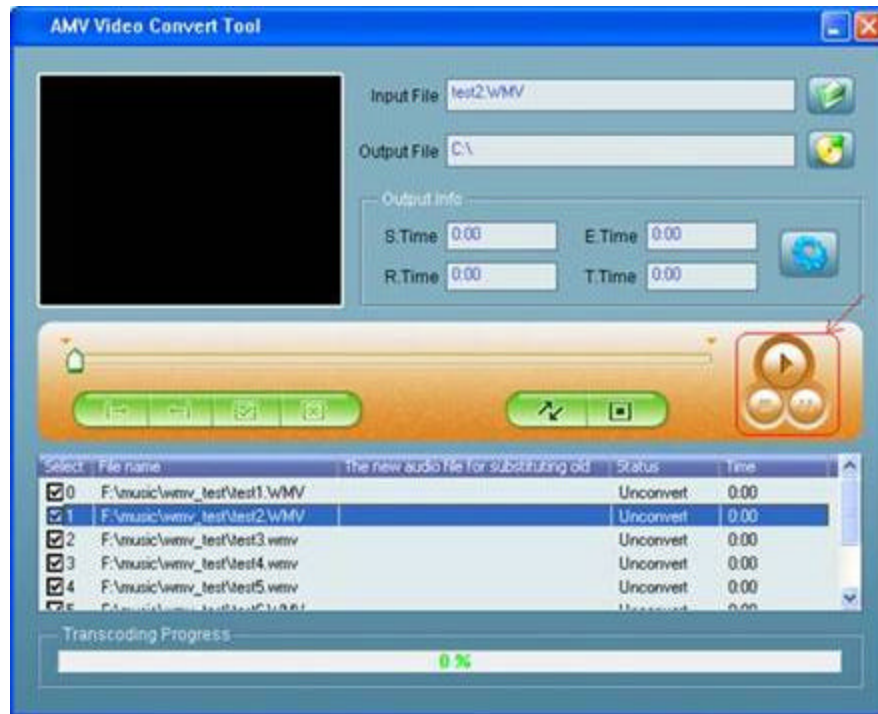 AMV Video Convert Tool
Input File test2.WMV
Output File C:\
Output Info
S.Time 0:00 E.Time 0:00
R.Time 0:00 T.Time 0:00
Select File name The new audio file for substituting old Status Time
0 F:\music\wmv_test\test1.WMV Unconvert 0:00
1 F:\music\wmv_test\test2.WMV Unconvert 0:00
2 F:\music\wmv_test\test3.wmv Unconvert 0:00
3 F:\music\wmv_test\test4.wmv Unconvert 0:00
4 F:\music\wmv_test\test5.wmv Unconvert 0:00
Transcoding Progress
0 %